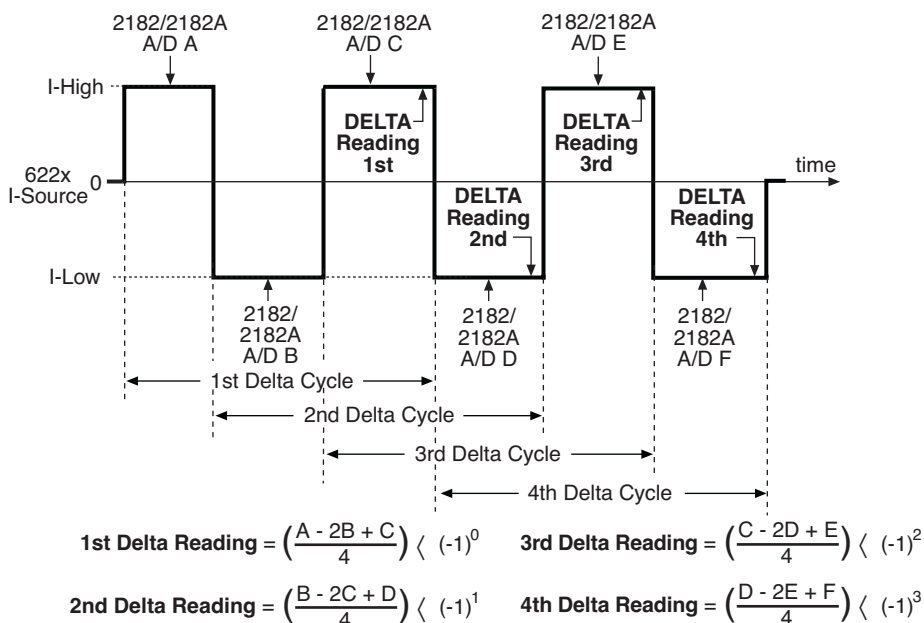 2182/2182A
A/D A
2182/2182A
A/D C
2182/2182A
A/D E
I-High
DELTA
Reading
1st
DELTA
Reading
3rd
622x
I-Source
0
time
DELTA
Reading
2nd
DELTA
Reading
4th
I-Low
2182/
2182A
A/D B
2182/
2182A
A/D D
2182/
2182A
A/D F
1st Delta Cycle
2nd Delta Cycle
3rd Delta Cycle
4th Delta Cycle
1st Delta Reading = (A - 2B + C / 4) 〈 (-1)^0
3rd Delta Reading = (C - 2D + E / 4) 〈 (-1)^2
2nd Delta Reading = (B - 2C + D / 4) 〈 (-1)^1
4th Delta Reading = (D - 2E + F / 4) 〈 (-1)^3